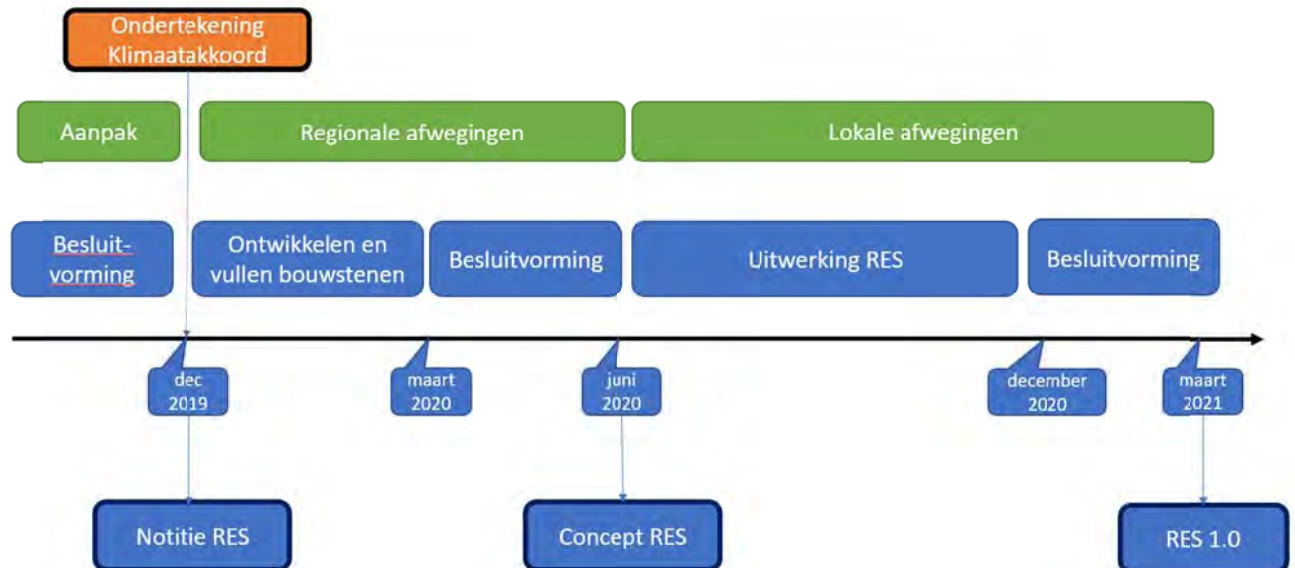 Ondertekening
Klimaatakkoord
Aanpak
Regionale afwegingen
Lokale afwegingen
Besluit-
vorming
Ontwikkelen en
vullen bouwstenen
Besluitvorming
Uitwerking RES
Besluitvorming
dec
2019
maart
2020
juni
2020
december
2020
maart
2021
Notitie RES
Concept RES
RES 1.0